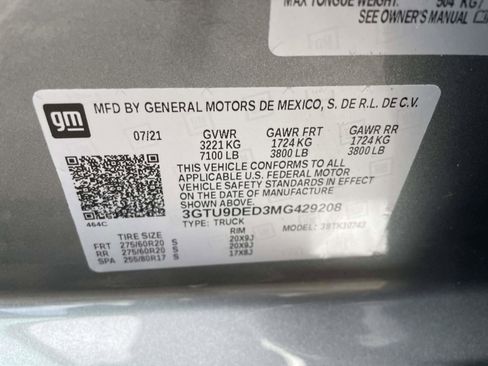 MAX TONGUE WEIGHT: 504 KG
SEE OWNER'S MANUAL
gm
MFD BY GENERAL MOTORS DE MEXICO, S. DE R.L. DE C.V.
07/21 GVWR GAWR FRT GAWR RR
3221 KG 1724 KG 1724 KG
7100 LB 3800 LB 3800 LB
THIS VEHICLE CONFORMS TO ALL
APPLICABLE U.S. FEDERAL MOTOR
VEHICLE SAFETY STANDARDS IN
EFFECT ON THE DATE OF MANUFACTURE
SHOWN ABOVE.
3GTU9DED3MG429208
464C TYPE: TRUCK MODEL:
TIRE SIZE RIM
FRT 275/60R20 S 20X9J
RR 275/60R20 S 20X9J
SPA 255/80R17 S 17X8J